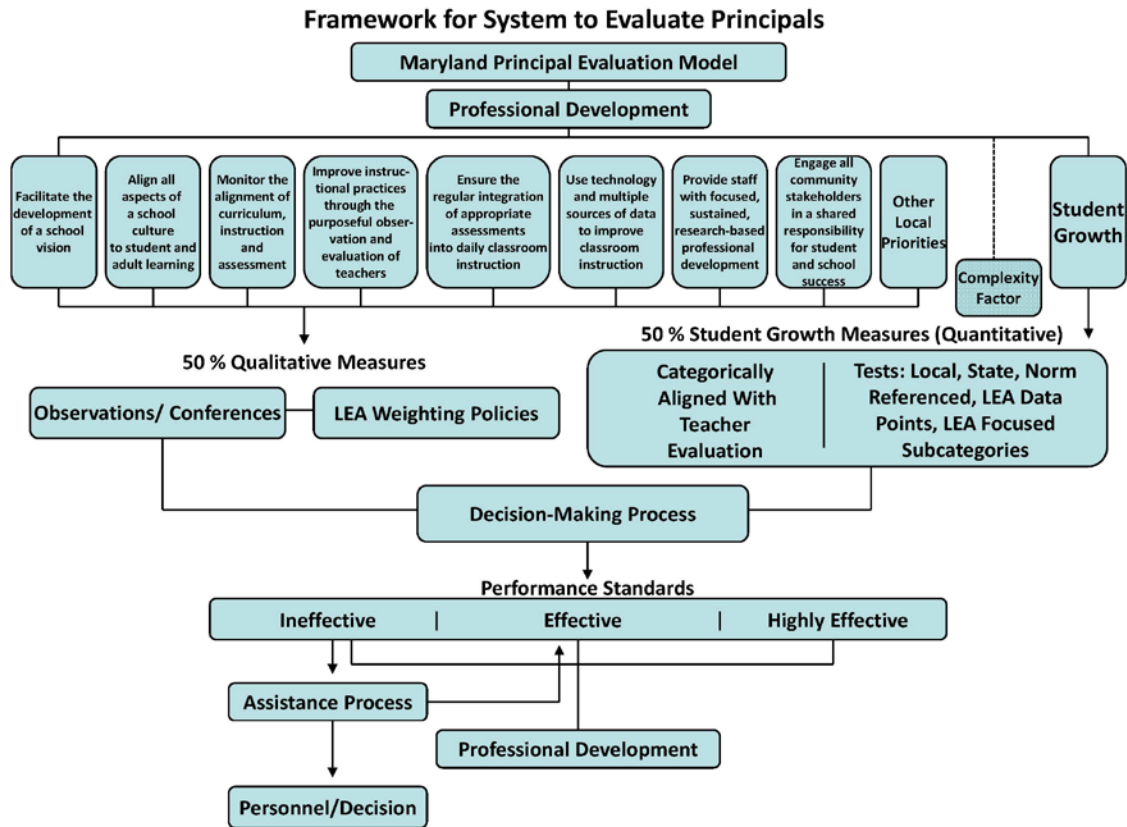 Framework for System to Evaluate Principals
Maryland Principal Evaluation Model
Professional Development
Facilitate the
development
of a school
vision
Align all
aspects of
a school
culture
to student and
adult learning
Monitor the
alignment of
curriculum,
instruction
and
assessment
Improve instruc-
tional practices
through the
purposeful obser-
vation and
evaluation of
teachers
Ensure the
regular integration
of appropriate
assessments
into daily classroom
instruction
Use technology
and multiple
sources of data
to improve
classroom
instruction
Provide staff
with focused,
sustained,
research-based
professional
development
Engage all
community
stakeholders
in a shared
responsibility
for student
and school
success
Other
Local
Priorities
Complexity
Factor
Student
Growth
50 % Qualitative Measures
Observations/ Conferences
LEA Weighting Policies
50 % Student Growth Measures (Quantitative)
Categorically
Aligned With
Teacher
Evaluation
Tests: Local, State, Norm
Referenced, LEA Data
Points, LEA Focused
Subcategories
Decision-Making Process
Performance Standards
Ineffective | Effective | Highly Effective
Assistance Process
Professional Development
Personnel/Decision